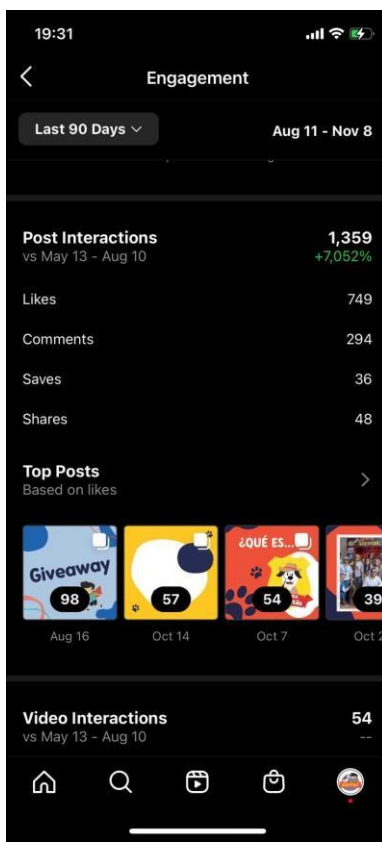 19:31
Engagement
Last 90 Days
Aug 11 - Nov 8
Post Interactions
1,359
vs May 13 - Aug 10
+7,052%
Likes
749
Comments
294
Saves
36
Shares
48
Top Posts
Based on likes
Giveaway
98
57
¿QUÉ ES...
54
39
Aug 16
Oct 14
Oct 7
Oct 2
Video Interactions
54
vs May 13 - Aug 10
--